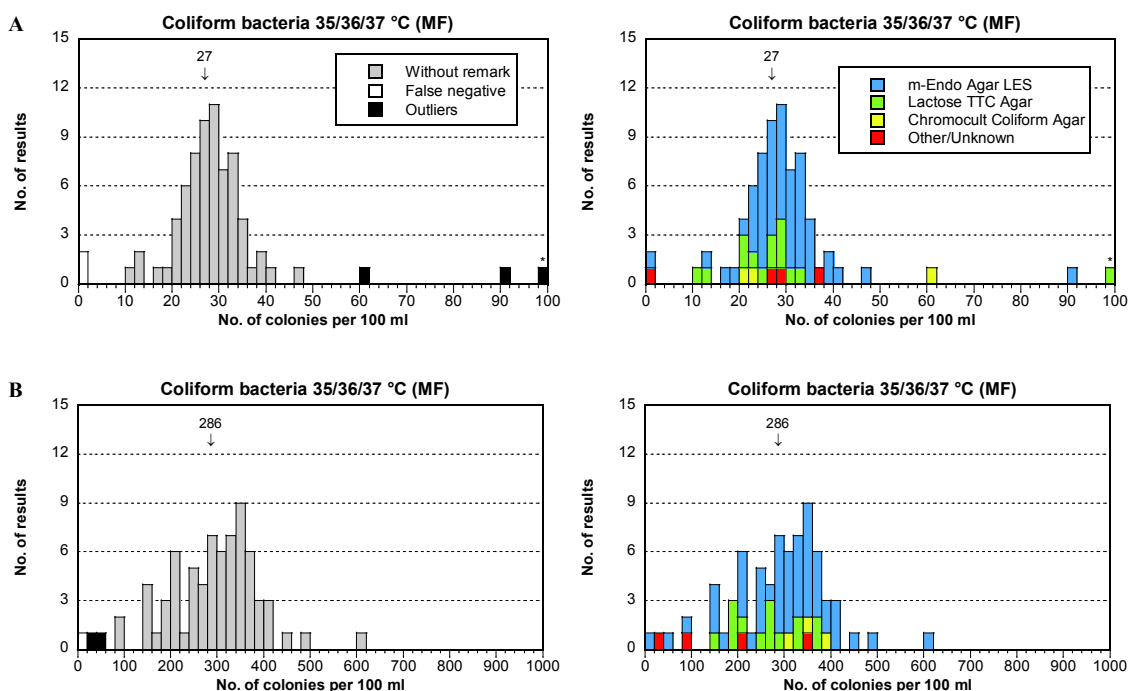 A
Coliform bacteria 35/36/37 °C (MF)
15
12
9
6
3
0
No. of results
27
↓
Without remark
False negative
Outliers
*
0 10 20 30 40 50 60 70 80 90 100
No. of colonies per 100 ml
Coliform bacteria 35/36/37 °C (MF)
15
12
9
6
3
0
No. of results
27
↓
m-Endo Agar LES
Lactose TTC Agar
Chromocult Coliform Agar
Other/Unknown
*
0 10 20 30 40 50 60 70 80 90 100
No. of colonies per 100 ml
B
Coliform bacteria 35/36/37 °C (MF)
15
12
9
6
3
0
No. of results
286
↓
0 100 200 300 400 500 600 700 800 900 1000
No. of colonies per 100 ml
Coliform bacteria 35/36/37 °C (MF)
15
12
9
6
3
0
No. of results
286
↓
0 100 200 300 400 500 600 700 800 900 1000
No. of colonies per 100 ml